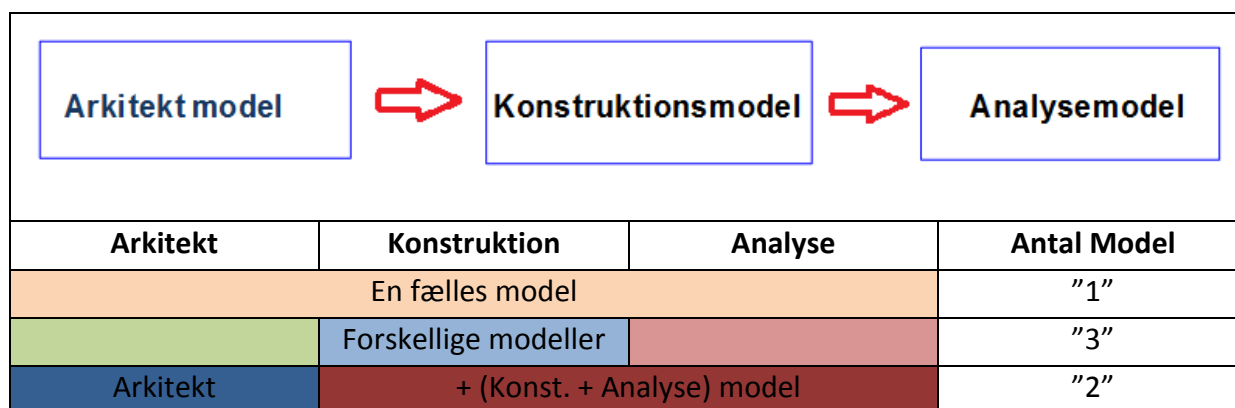 Arkitekt model Konstruktionsmodel Analysemodel
Arkitekt Konstruktion Analyse Antal Model
En fælles model ”1”
Forskellige modeller ”3”
Arkitekt + (Konst. + Analyse) model ”2”